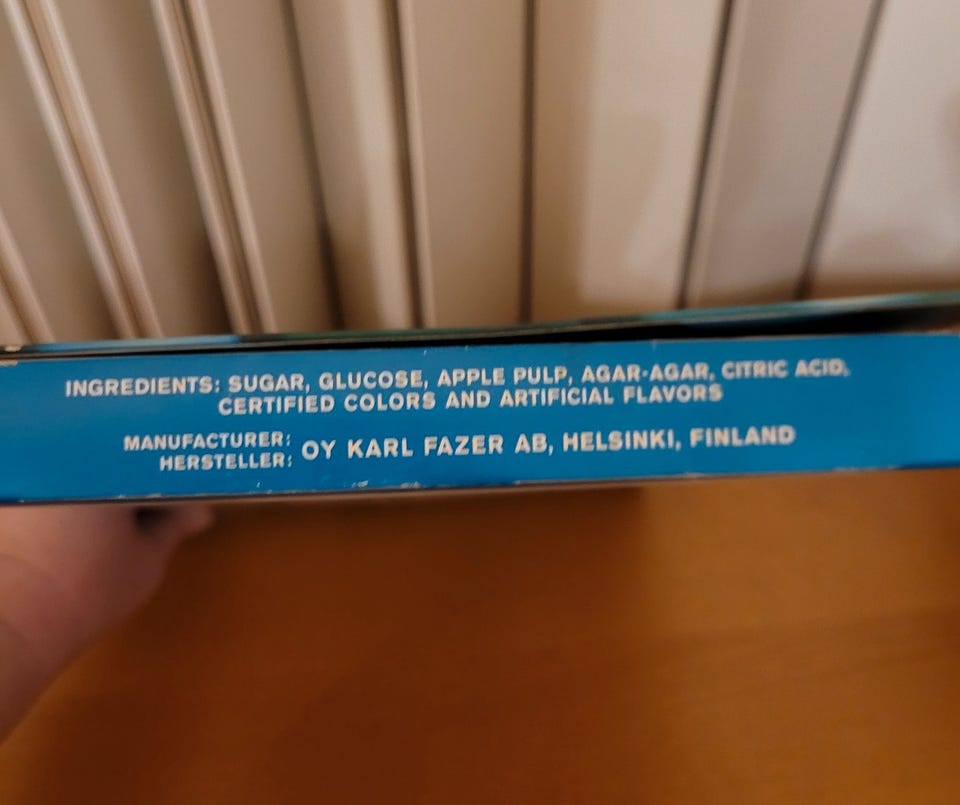 INGREDIENTS: SUGAR, GLUCOSE, APPLE PULP, AGAR-AGAR, CITRIC ACID,
CERTIFIED COLORS AND ARTIFICIAL FLAVORS
MANUFACTURER:
HERSTELLER:
OY KARL FAZER AB, HELSINKI, FINLAND